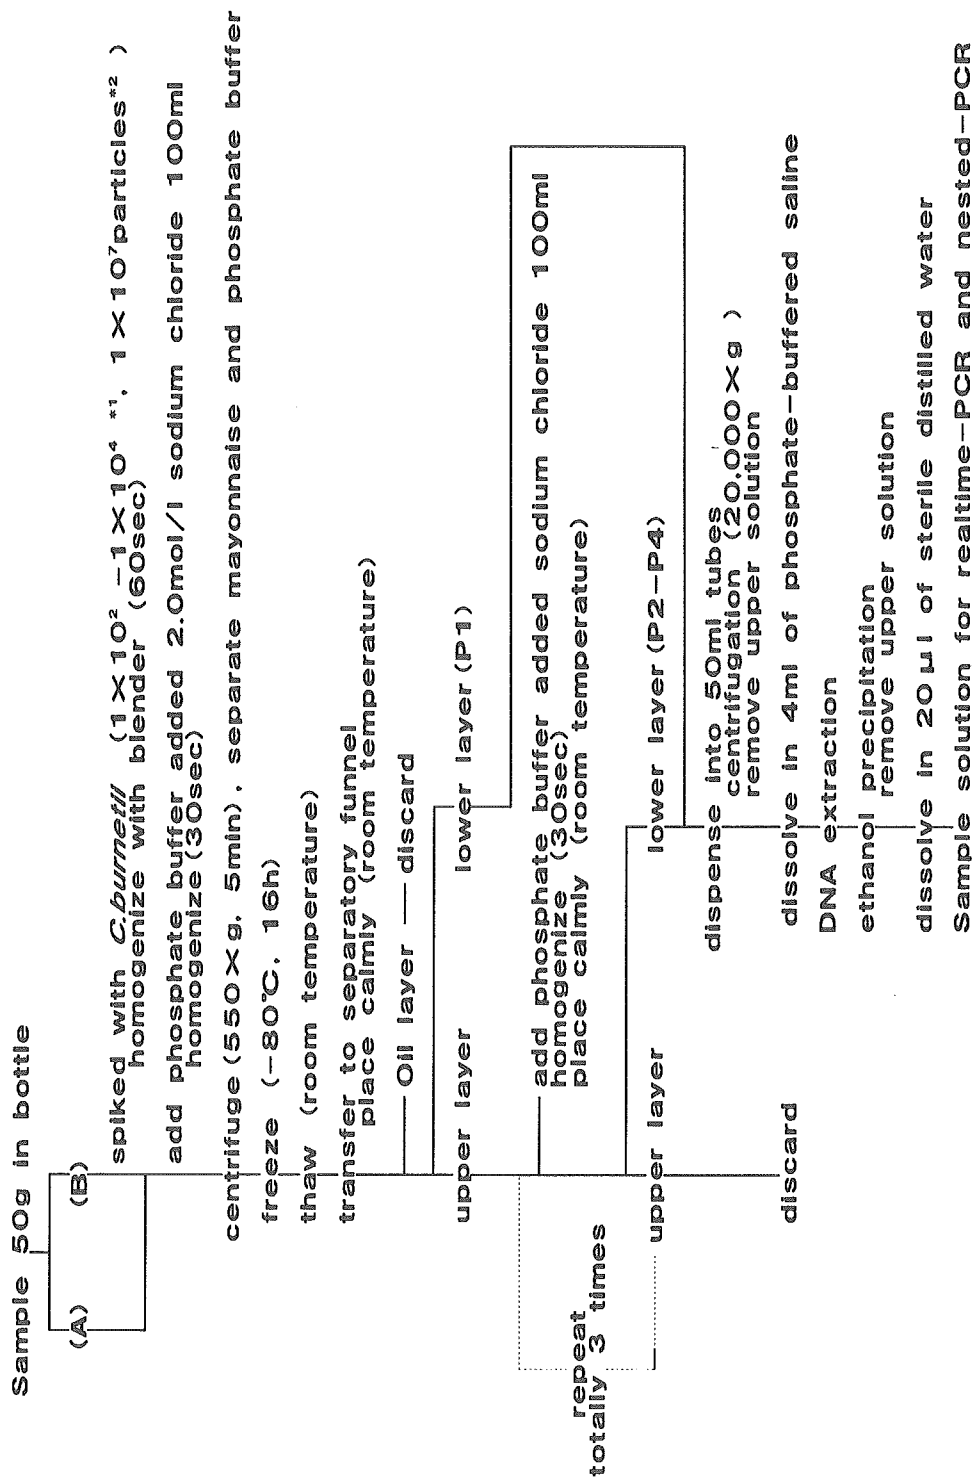 Sample 50g in bottle
(A) (B)
spiked with C.burnetii (1×10² −1×10⁴ *¹, 1×10⁷particles*² )
homogenize with blender (60sec)
add phosphate buffer added 2.0mol/l sodium chloride 100ml
homogenize(30sec)
centrifuge(550×g, 5min), separate mayonnaise and phosphate buffer
freeze (−80℃, 16h)
thaw (room temperature)
transfer to separatory funnel
place calmly (room temperature)
Oil layer — discard
upper layer lower layer(P1)
add phosphate buffer added sodium chloride 100ml
homogenize (30sec)
place calmly (room temperature)
repeat
totally 3 times
upper layer lower layer(P2−P4)
dispense into 50ml tubes
centrifugation (20,000×g )
remove upper solution
discard
dissolve in 4ml of phosphate−buffered saline
DNA extraction
ethanol precipitation
remove upper solution
dissolve in 20μl of sterile distilled water
Sample solution for realtime−PCR and nested−PCR